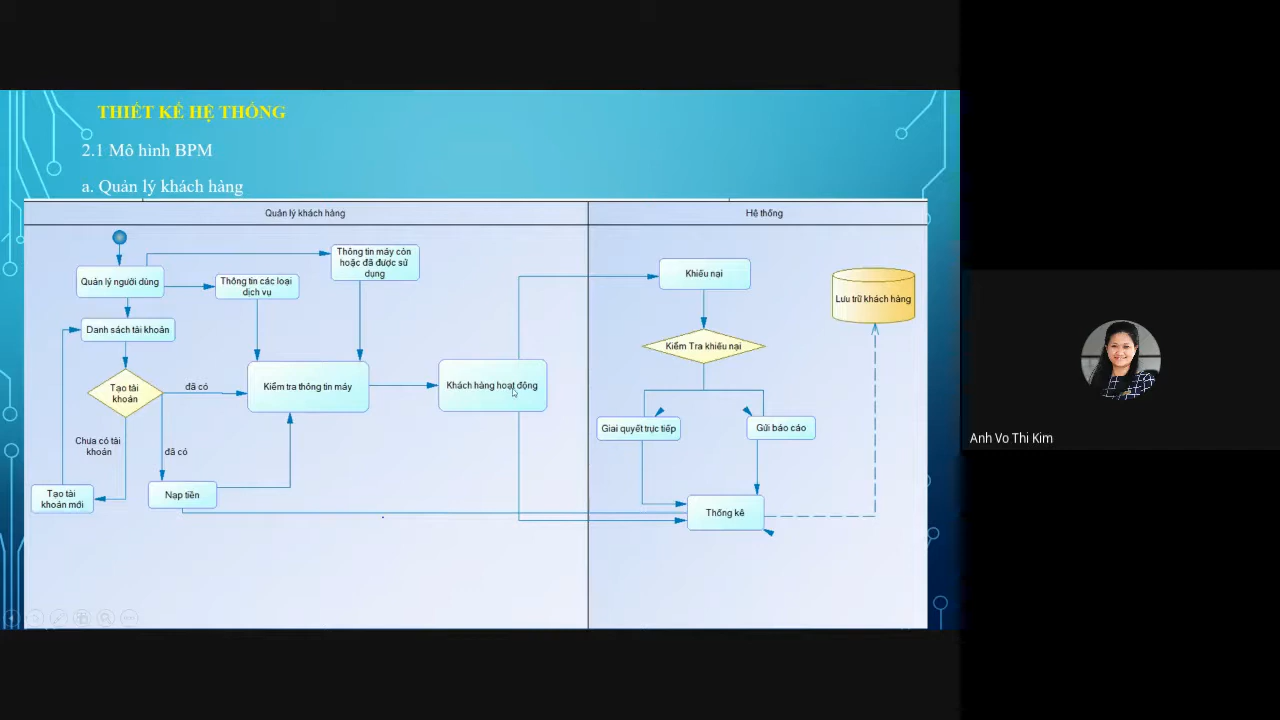 THIẾT KẾ HỆ THỐNG
2.1 Mô hình BPM
a. Quản lý khách hàng
Quản lý khách hàng
Hệ thống
Quản lý người dùng
Thông tin các loại
dịch vụ
Thông tin máy còn
hoặc đã được sử
dụng
Khiếu nại
Lưu trữ khách hàng
Danh sách tài khoản
Kiểm Tra khiếu nại
Tạo tài
khoản
đã có
Kiểm tra thông tin máy
Khách hàng hoạt động
Chưa có tài
khoản
đã có
Giai quyết trực tiếp
Gửi báo cáo
Tạo tài
khoản mới
Nạp tiền
Thống kê
Anh Vo Thi Kim